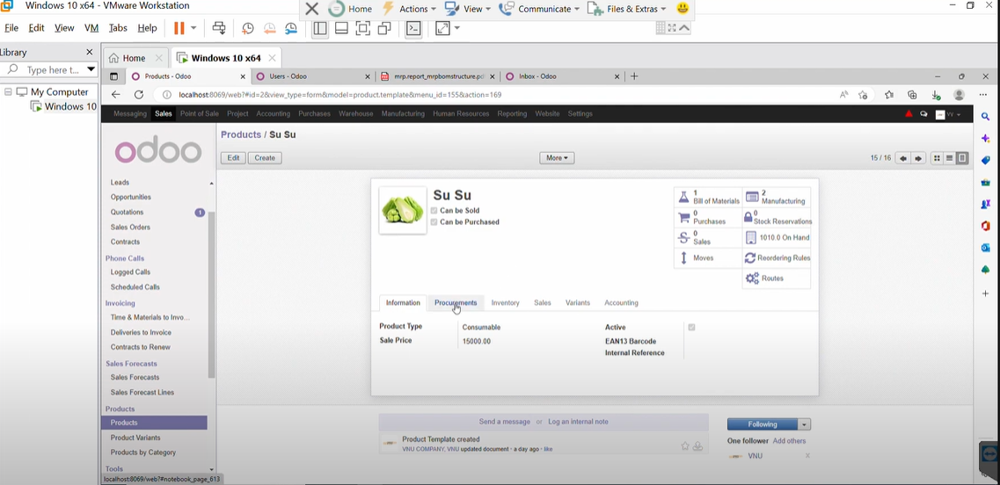 Windows 10 x64 - VMware Workstation
Home Actions View Communicate Files & Extras
File Edit View VM Tabs Help
Library
Type here t...
My Computer
Windows 10
Home
Windows 10 x64
Products - Odoo
Users - Odoo
mrp.report_mrpbomstructure.pd
Inbox - Odoo
localhost:8069/web?#id=2&view_type=form&model=product.template&menu_id=155&action=169
Messaging Sales Point of Sale Project Accounting Purchases Warehouse Manufacturing Human Resources Reporting Website Settings
odoo
Leads
Opportunities
Quotations 1
Sales Orders
Contracts
Phone Calls
Logged Calls
Scheduled Calls
Invoicing
Time & Materials to Invo...
Deliveries to Invoice
Contracts to Renew
Sales Forecasts
Sales Forecasts
Sales Forecast Lines
Products
Products
Product Variants
Products by Category
Tools
localhost:8069/web?#notebook_page_613
Products / Su Su
Edit Create More 15 / 16
Su Su
Can be Sold
Can be Purchased
1 Bill of Materials
2 Manufacturing
0 Purchases
0 Stock Reservations
0 Sales
1010.0 On Hand
Moves
Reordering Rules
Routes
Information Procurements Inventory Sales Variants Accounting
Product Type Consumable
Sale Price 15000.00
Active
EAN13 Barcode
Internal Reference
Send a message or Log an internal note
Product Template created
VNU COMPANY, VNU updated document - a day ago - like
Following
One follower Add others
VNU X